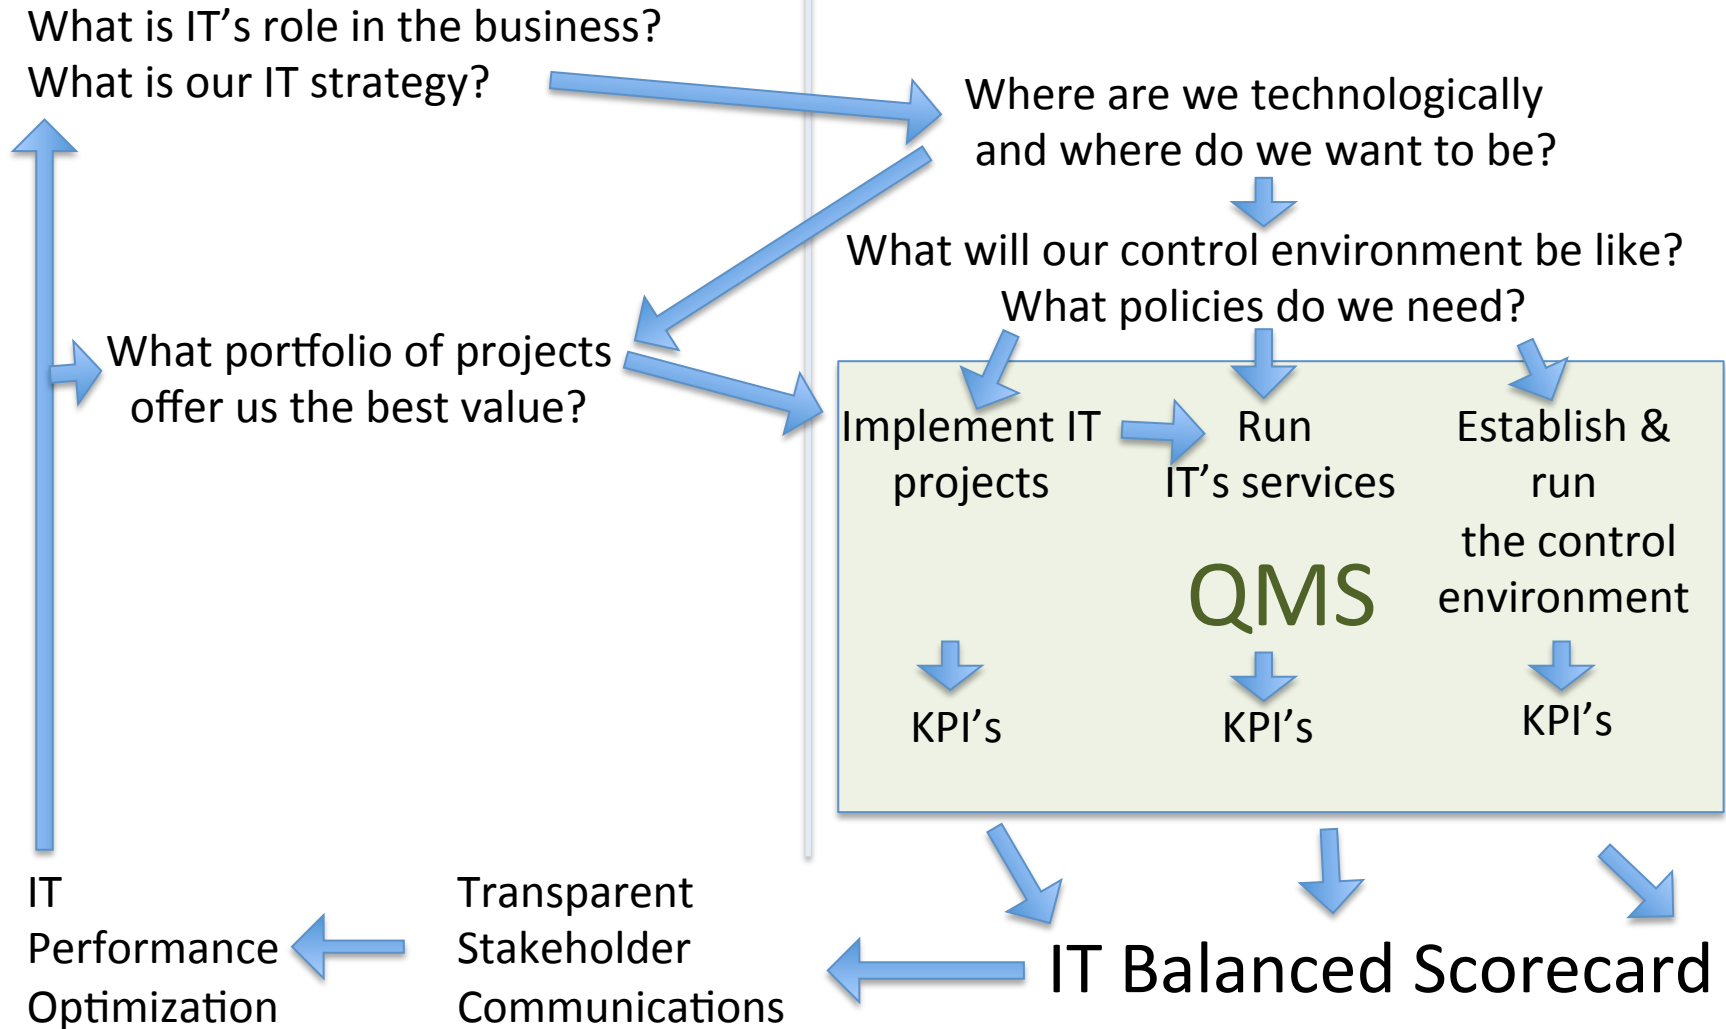 What is IT’s role in the business?
What is our IT strategy?
Where are we technologically
and where do we want to be?
What will our control environment be like?
What policies do we need?
What portfolio of projects
offer us the best value?
Implement IT
projects
Run
IT’s services
Establish &
run
the control
environment
QMS
KPI’s
KPI’s
KPI’s
IT
Performance
Optimization
Transparent
Stakeholder
Communications
IT Balanced Scorecard